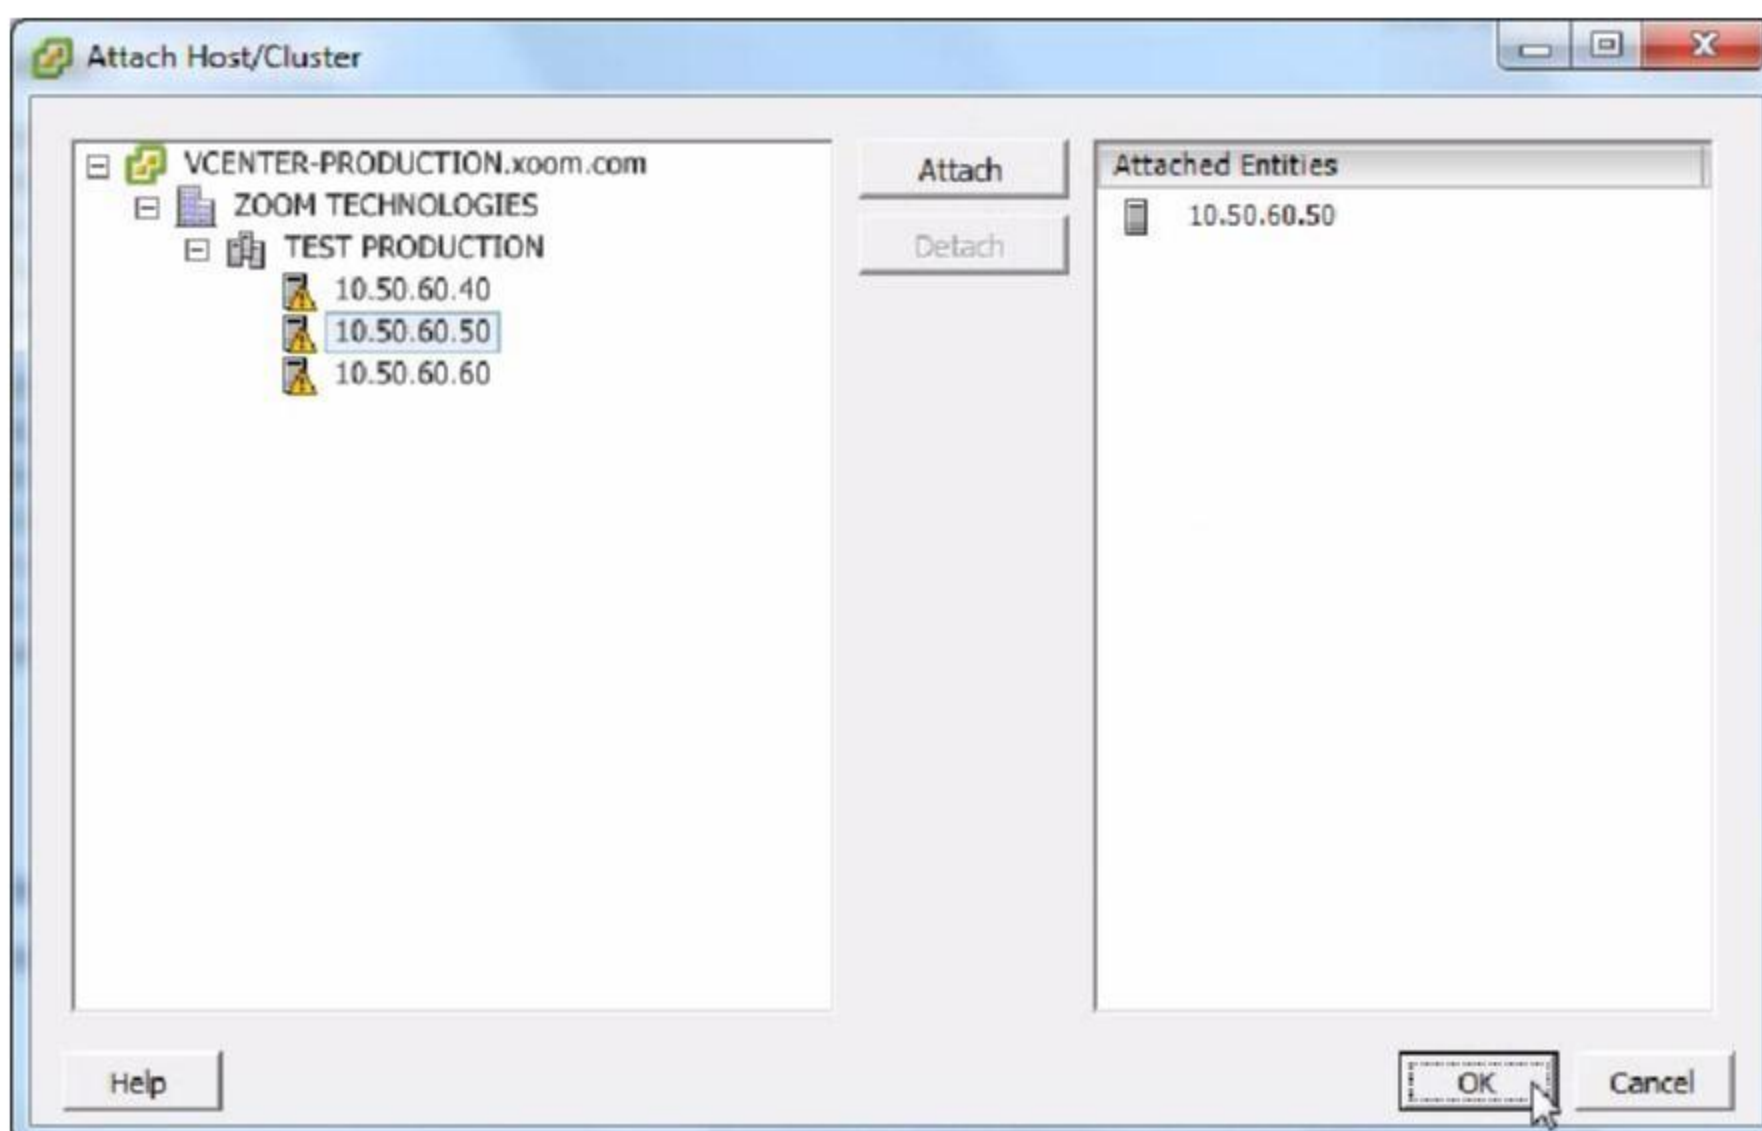 Attach Host/Cluster
VCENTER-PRODUCTION.xoom.com
ZOOM TECHNOLOGIES
TEST PRODUCTION
10.50.60.40
10.50.60.50
10.50.60.60
Attach
Detach
Attached Entities
10.50.60.50
Help
OK
Cancel